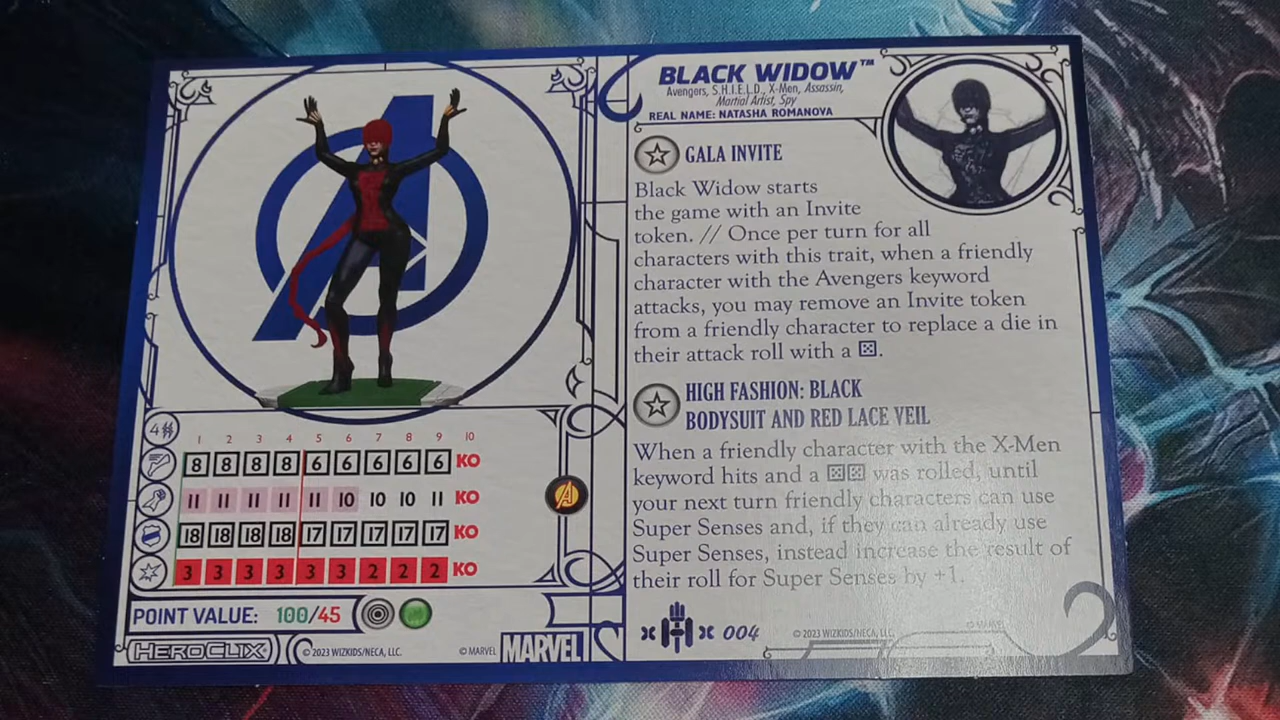 BLACK WIDOW™
Avengers, S.H.I.E.L.D., X-Men, Assassin,
Martial Artist, Spy
REAL NAME: NATASHA ROMANOVA
GALA INVITE
Black Widow starts
the game with an Invite
token. // Once per turn for all
characters with this trait, when a friendly
character with the Avengers keyword
attacks, you may remove an Invite token
from a friendly character to replace a die in
their attack roll with a ⚄.
HIGH FASHION: BLACK
BODYSUIT AND RED LACE VEIL
When a friendly character with the X-Men
keyword hits and a ⚄⚄ was rolled, until
your next turn friendly characters can use
Super Senses and, if they can already use
Super Senses, instead increase the result of
their roll for Super Senses by +1.
004
© 2023 WIZKIDS/NECA, LLC.
© MARVEL
2
4
1 2 3 4 5 6 7 8 9 10
8 8 8 8 6 6 6 6 6 KO
11 11 11 11 11 10 10 10 11 KO
18 18 18 18 17 17 17 17 17 KO
3 3 3 3 3 3 2 2 2 KO
POINT VALUE: 100/45
HEROCLIX
© 2023 WIZKIDS/NECA, LLC.
© MARVEL
MARVEL